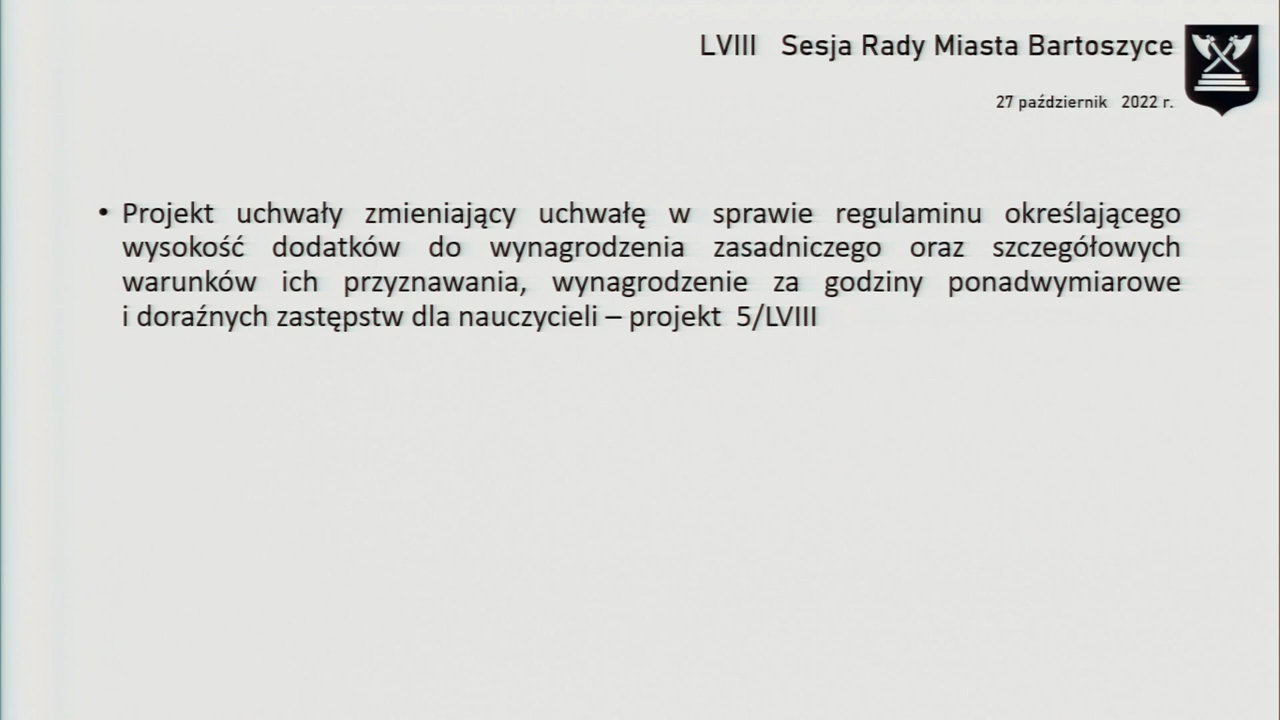 LVIII Sesja Rady Miasta Bartoszyce
27 październik 2022 r.
• Projekt uchwały zmieniający uchwałę w sprawie regulaminu określającego
wysokość dodatków do wynagrodzenia zasadniczego oraz szczegółowych
warunków ich przyznawania, wynagrodzenie za godziny ponadwymiarowe
i doraźnych zastępstw dla nauczycieli – projekt 5/LVIII